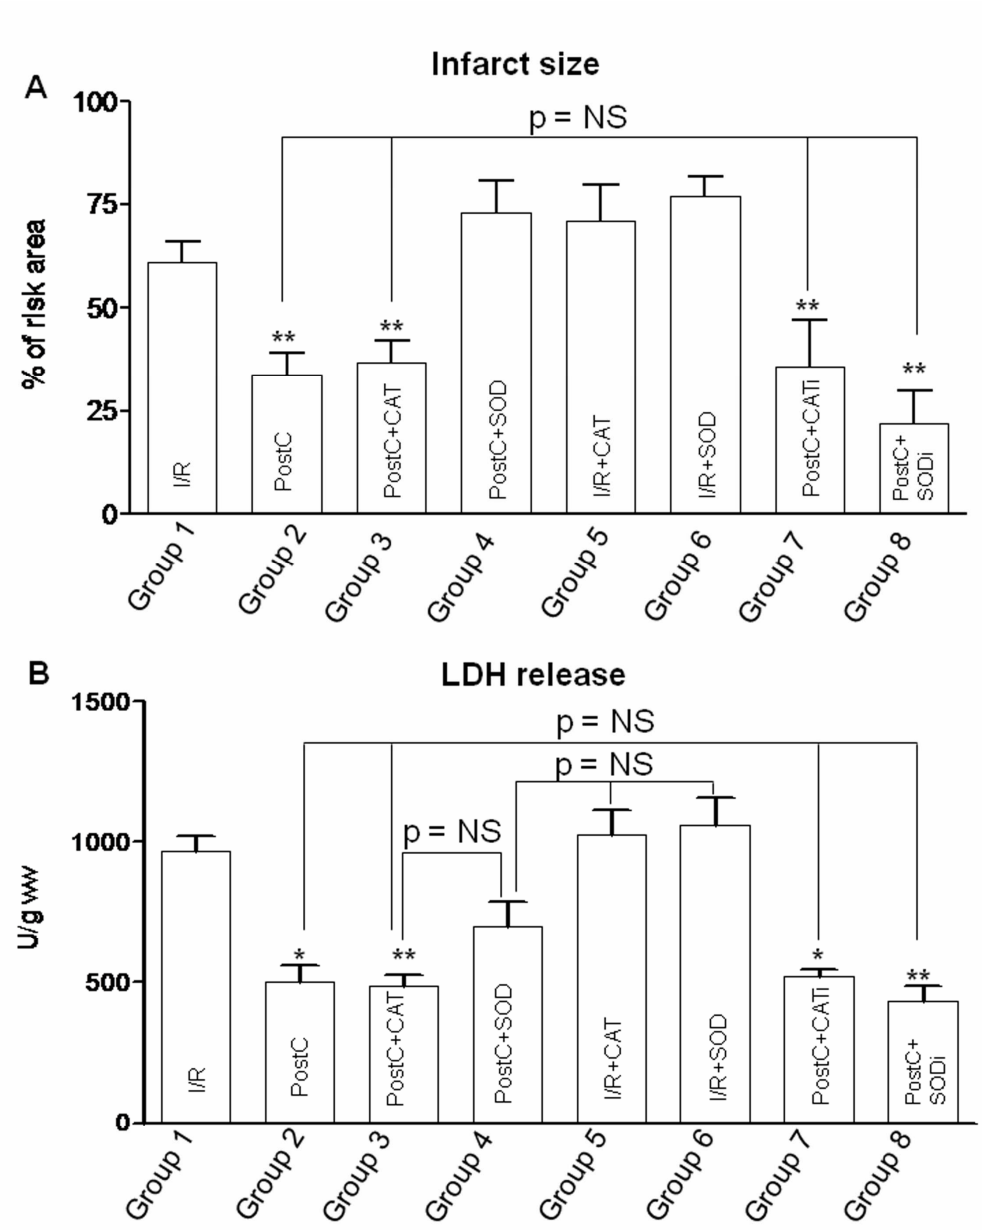 Infarct size
A
100
75
50
25
0
% of risk area
p = NS
**
**
**
**
I/R
PostC
PostC+CAT
PostC+SOD
I/R+CAT
I/R+SOD
PostC+CATi
PostC+
SODi
Group 1
Group 2
Group 3
Group 4
Group 5
Group 6
Group 7
Group 8
B
LDH release
1500
1000
500
0
U/g ww
p = NS
p = NS
p = NS
*
**
*
**
I/R
PostC
PostC+CAT
PostC+SOD
I/R+CAT
I/R+SOD
PostC+CATi
PostC+
SODi
Group 1
Group 2
Group 3
Group 4
Group 5
Group 6
Group 7
Group 8